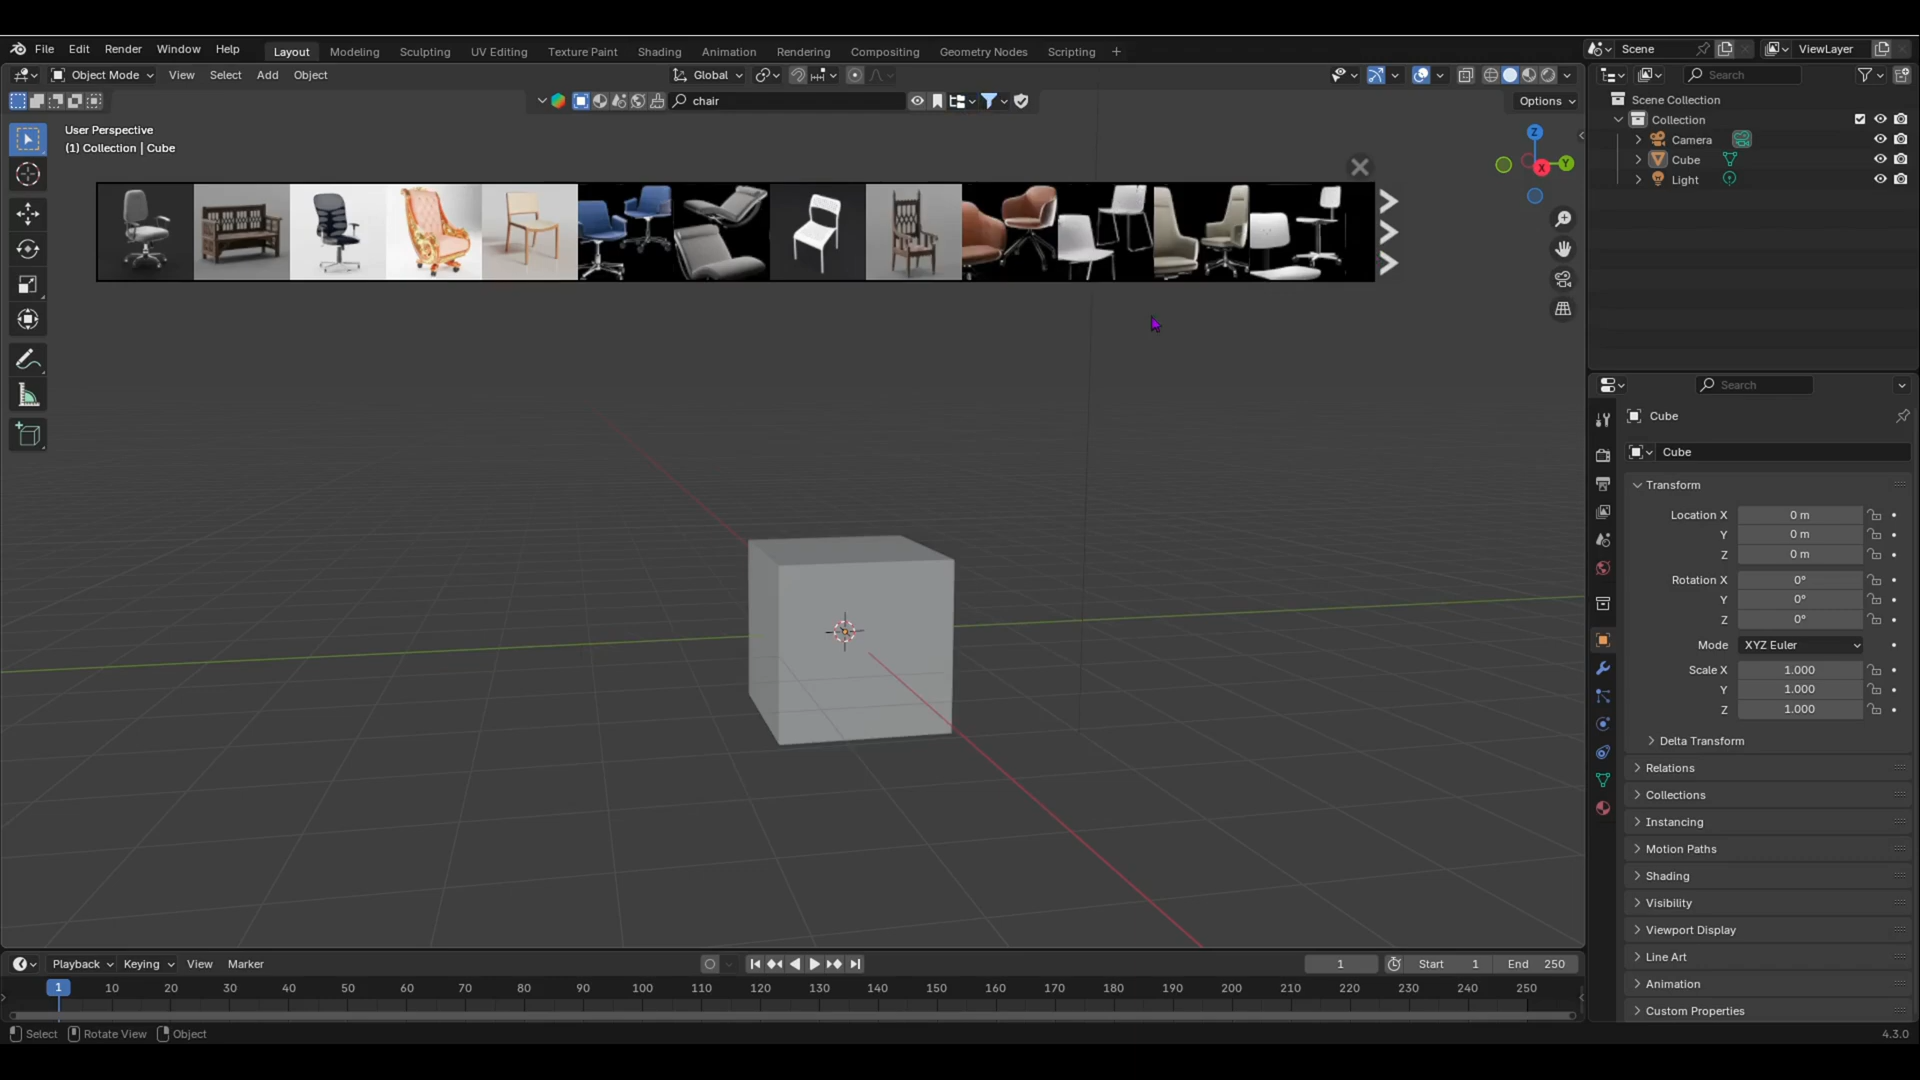 File Edit Render Window Help Layout Modeling Sculpting UV Editing Texture Paint Shading Animation Rendering Compositing Geometry Nodes Scripting + Scene ViewLayer
Object Mode View Select Add Object Global Search
chair Options
User Perspective
(1) Collection | Cube
Scene Collection
Collection
Camera
Cube
Light
Z
Y
X
Search
Cube
Cube
Transform
Location X 0 m
Y 0 m
Z 0 m
Rotation X 0°
Y 0°
Z 0°
Mode XYZ Euler
Scale X 1.000
Y 1.000
Z 1.000
Delta Transform
Relations
Collections
Instancing
Motion Paths
Shading
Visibility
Viewport Display
Line Art
Animation
Custom Properties
Playback Keying View Marker 1 Start 1 End 250
1 10 20 30 40 50 60 70 80 90 100 110 120 130 140 150 160 170 180 190 200 210 220 230 240 250
Select Rotate View Object 4.3.0